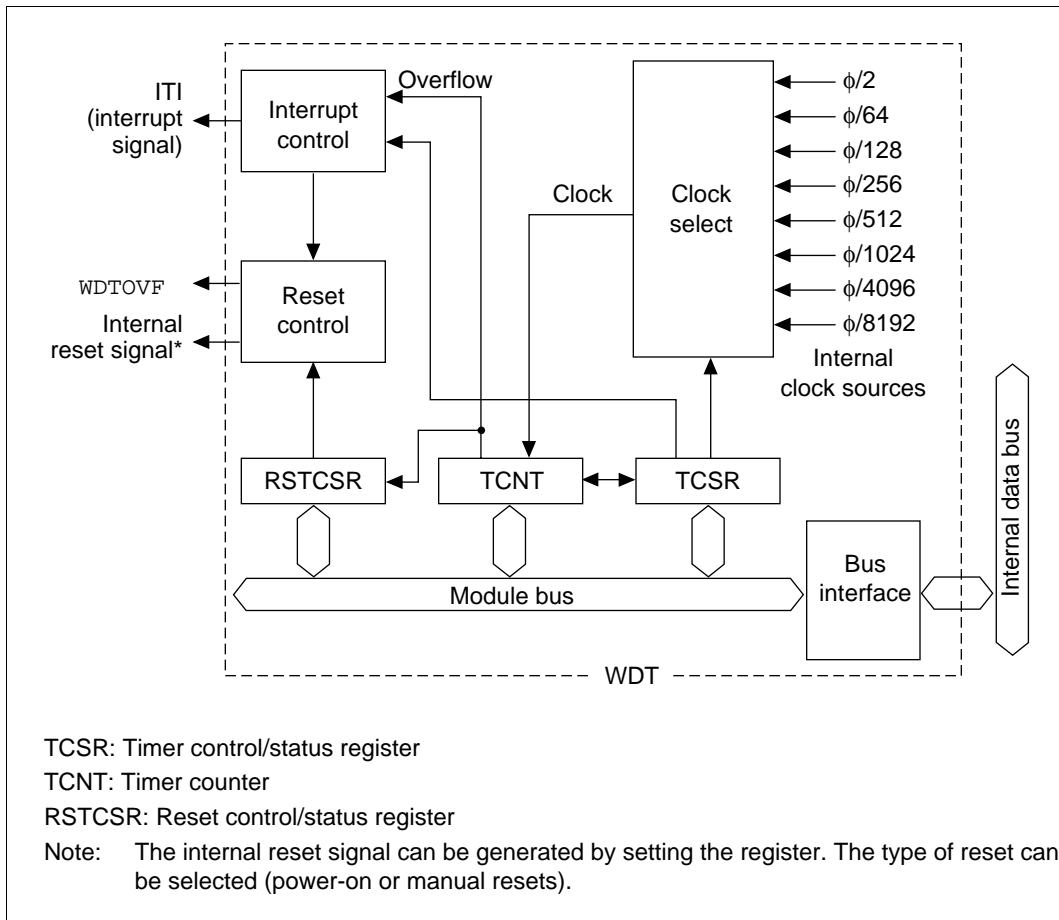 ITI
(interrupt
signal)
Interrupt
control
Overflow
Clock
Clock
select
ϕ/2
ϕ/64
ϕ/128
ϕ/256
ϕ/512
ϕ/1024
ϕ/4096
ϕ/8192
Internal
clock sources
WDTOVF
Internal
reset signal*
Reset
control
RSTCSR
TCNT
TCSR
Module bus
Bus
interface
Internal data bus
WDT
TCSR: Timer control/status register
TCNT: Timer counter
RSTCSR: Reset control/status register
Note: The internal reset signal can be generated by setting the register. The type of reset can
be selected (power-on or manual resets).